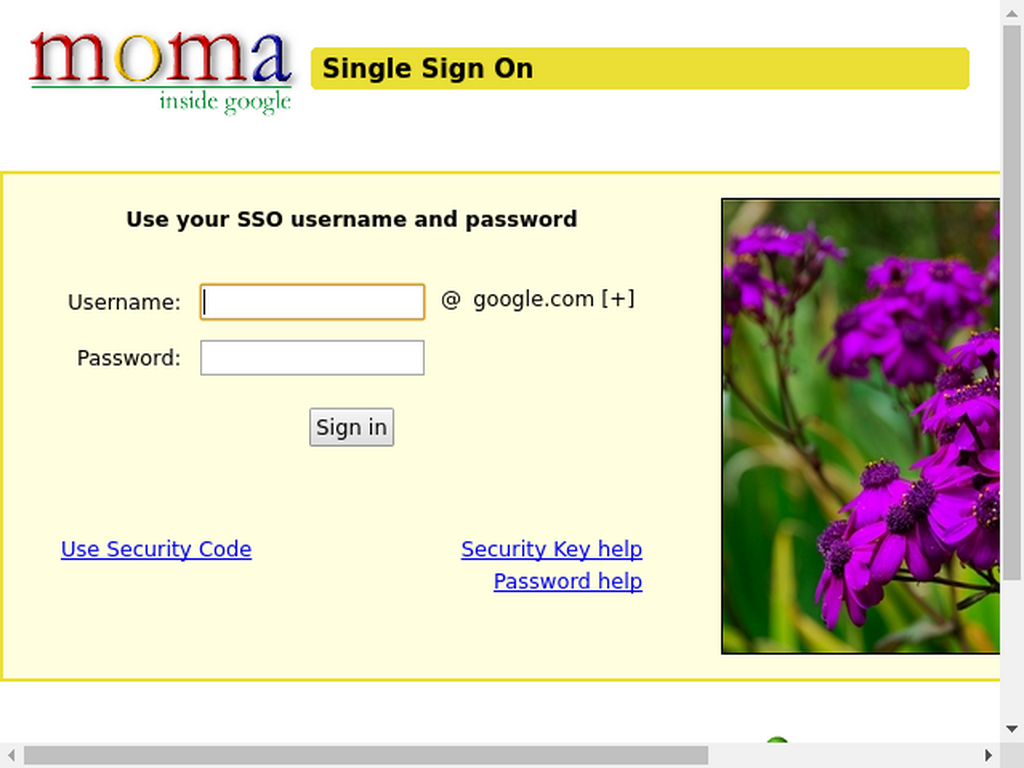 moma
inside google
Single Sign On
Use your SSO username and password
Username: @ google.com [+]
Password:
Sign in
Use Security Code Security Key help
Password help